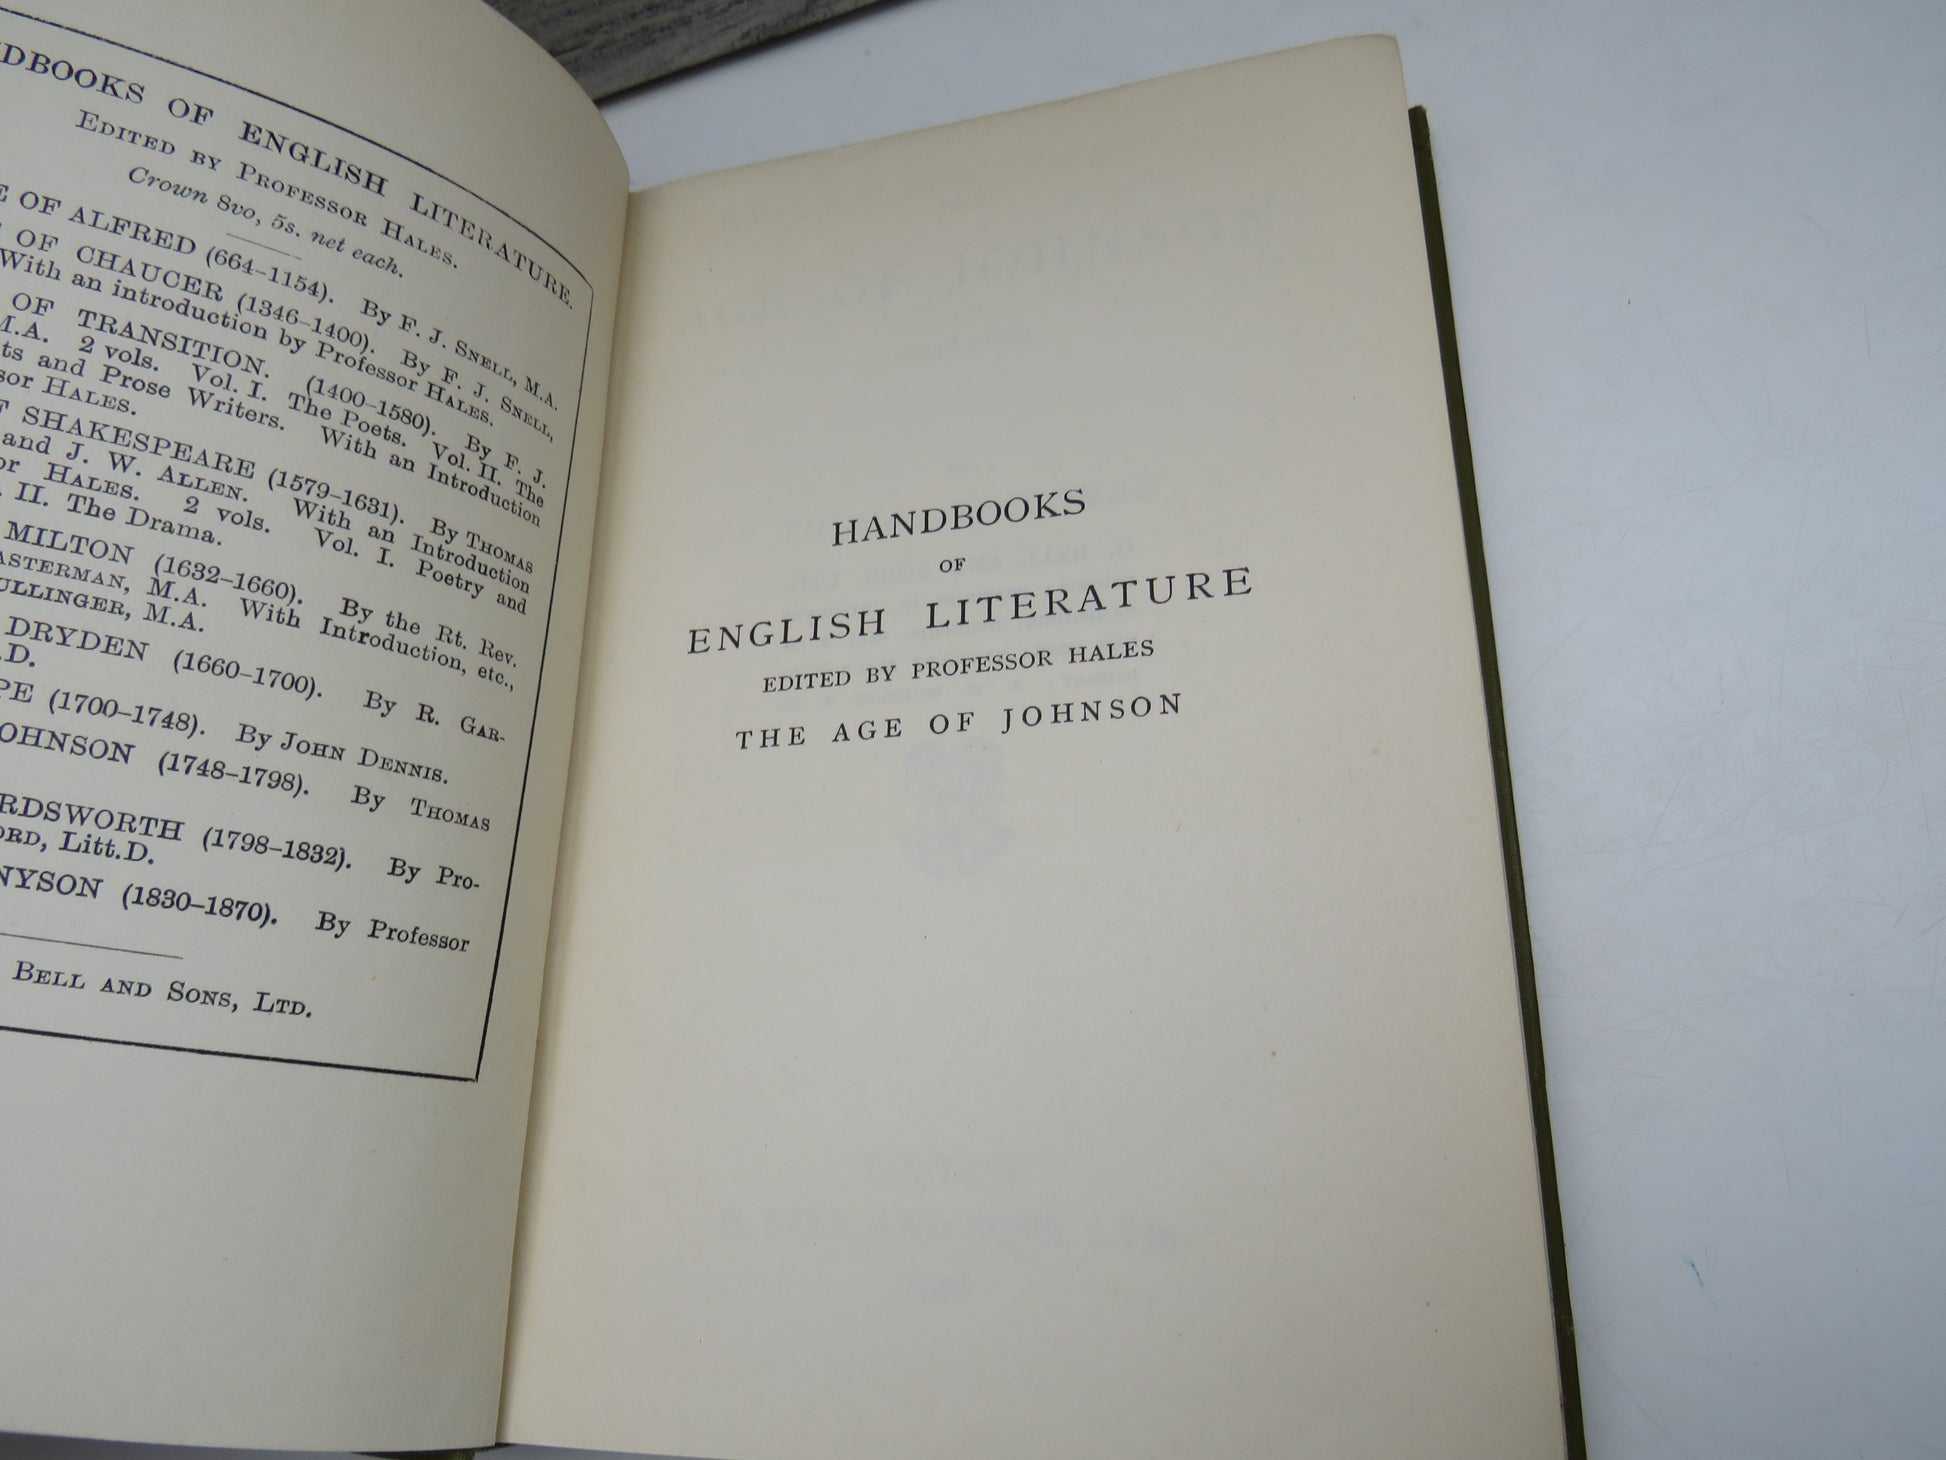 DBOOKS OF ENGLISH LITERATURE.
EDITED BY PROFESSOR HALES.
Crown 8vo, 5s. net each.
E OF ALFRED (664–1154). By F. J. SNELL, M.A.
OF CHAUCER (1346–1400). By F. J. SNELL,
With an introduction by Professor HALES.
OF TRANSITION. (1400–1580). By F. J.
M.A. 2 vols. Vol. I. The Poets. Vol. II. The
ts and Prose Writers. With an Introduction
sor HALES.
F SHAKESPEARE (1579–1631). By THOMAS
and J. W. ALLEN. With an Introduction
or HALES. 2 vols. Vol. I. Poetry and
. II. The Drama.
MILTON (1632–1660). By the Rt. Rev.
ASTERMAN, M.A. With Introduction, etc.,
ULLINGER, M.A.
DRYDEN (1660–1700). By R. GAR-
.D.
PE (1700–1748). By JOHN DENNIS.
OHNSON (1748–1798). By THOMAS
RDSWORTH (1798–1832). By Pro-
ORD, Litt.D.
NYSON (1830–1870). By Professor
BELL AND SONS, LTD.
HANDBOOKS
OF
ENGLISH LITERATURE
EDITED BY PROFESSOR HALES
THE AGE OF JOHNSON